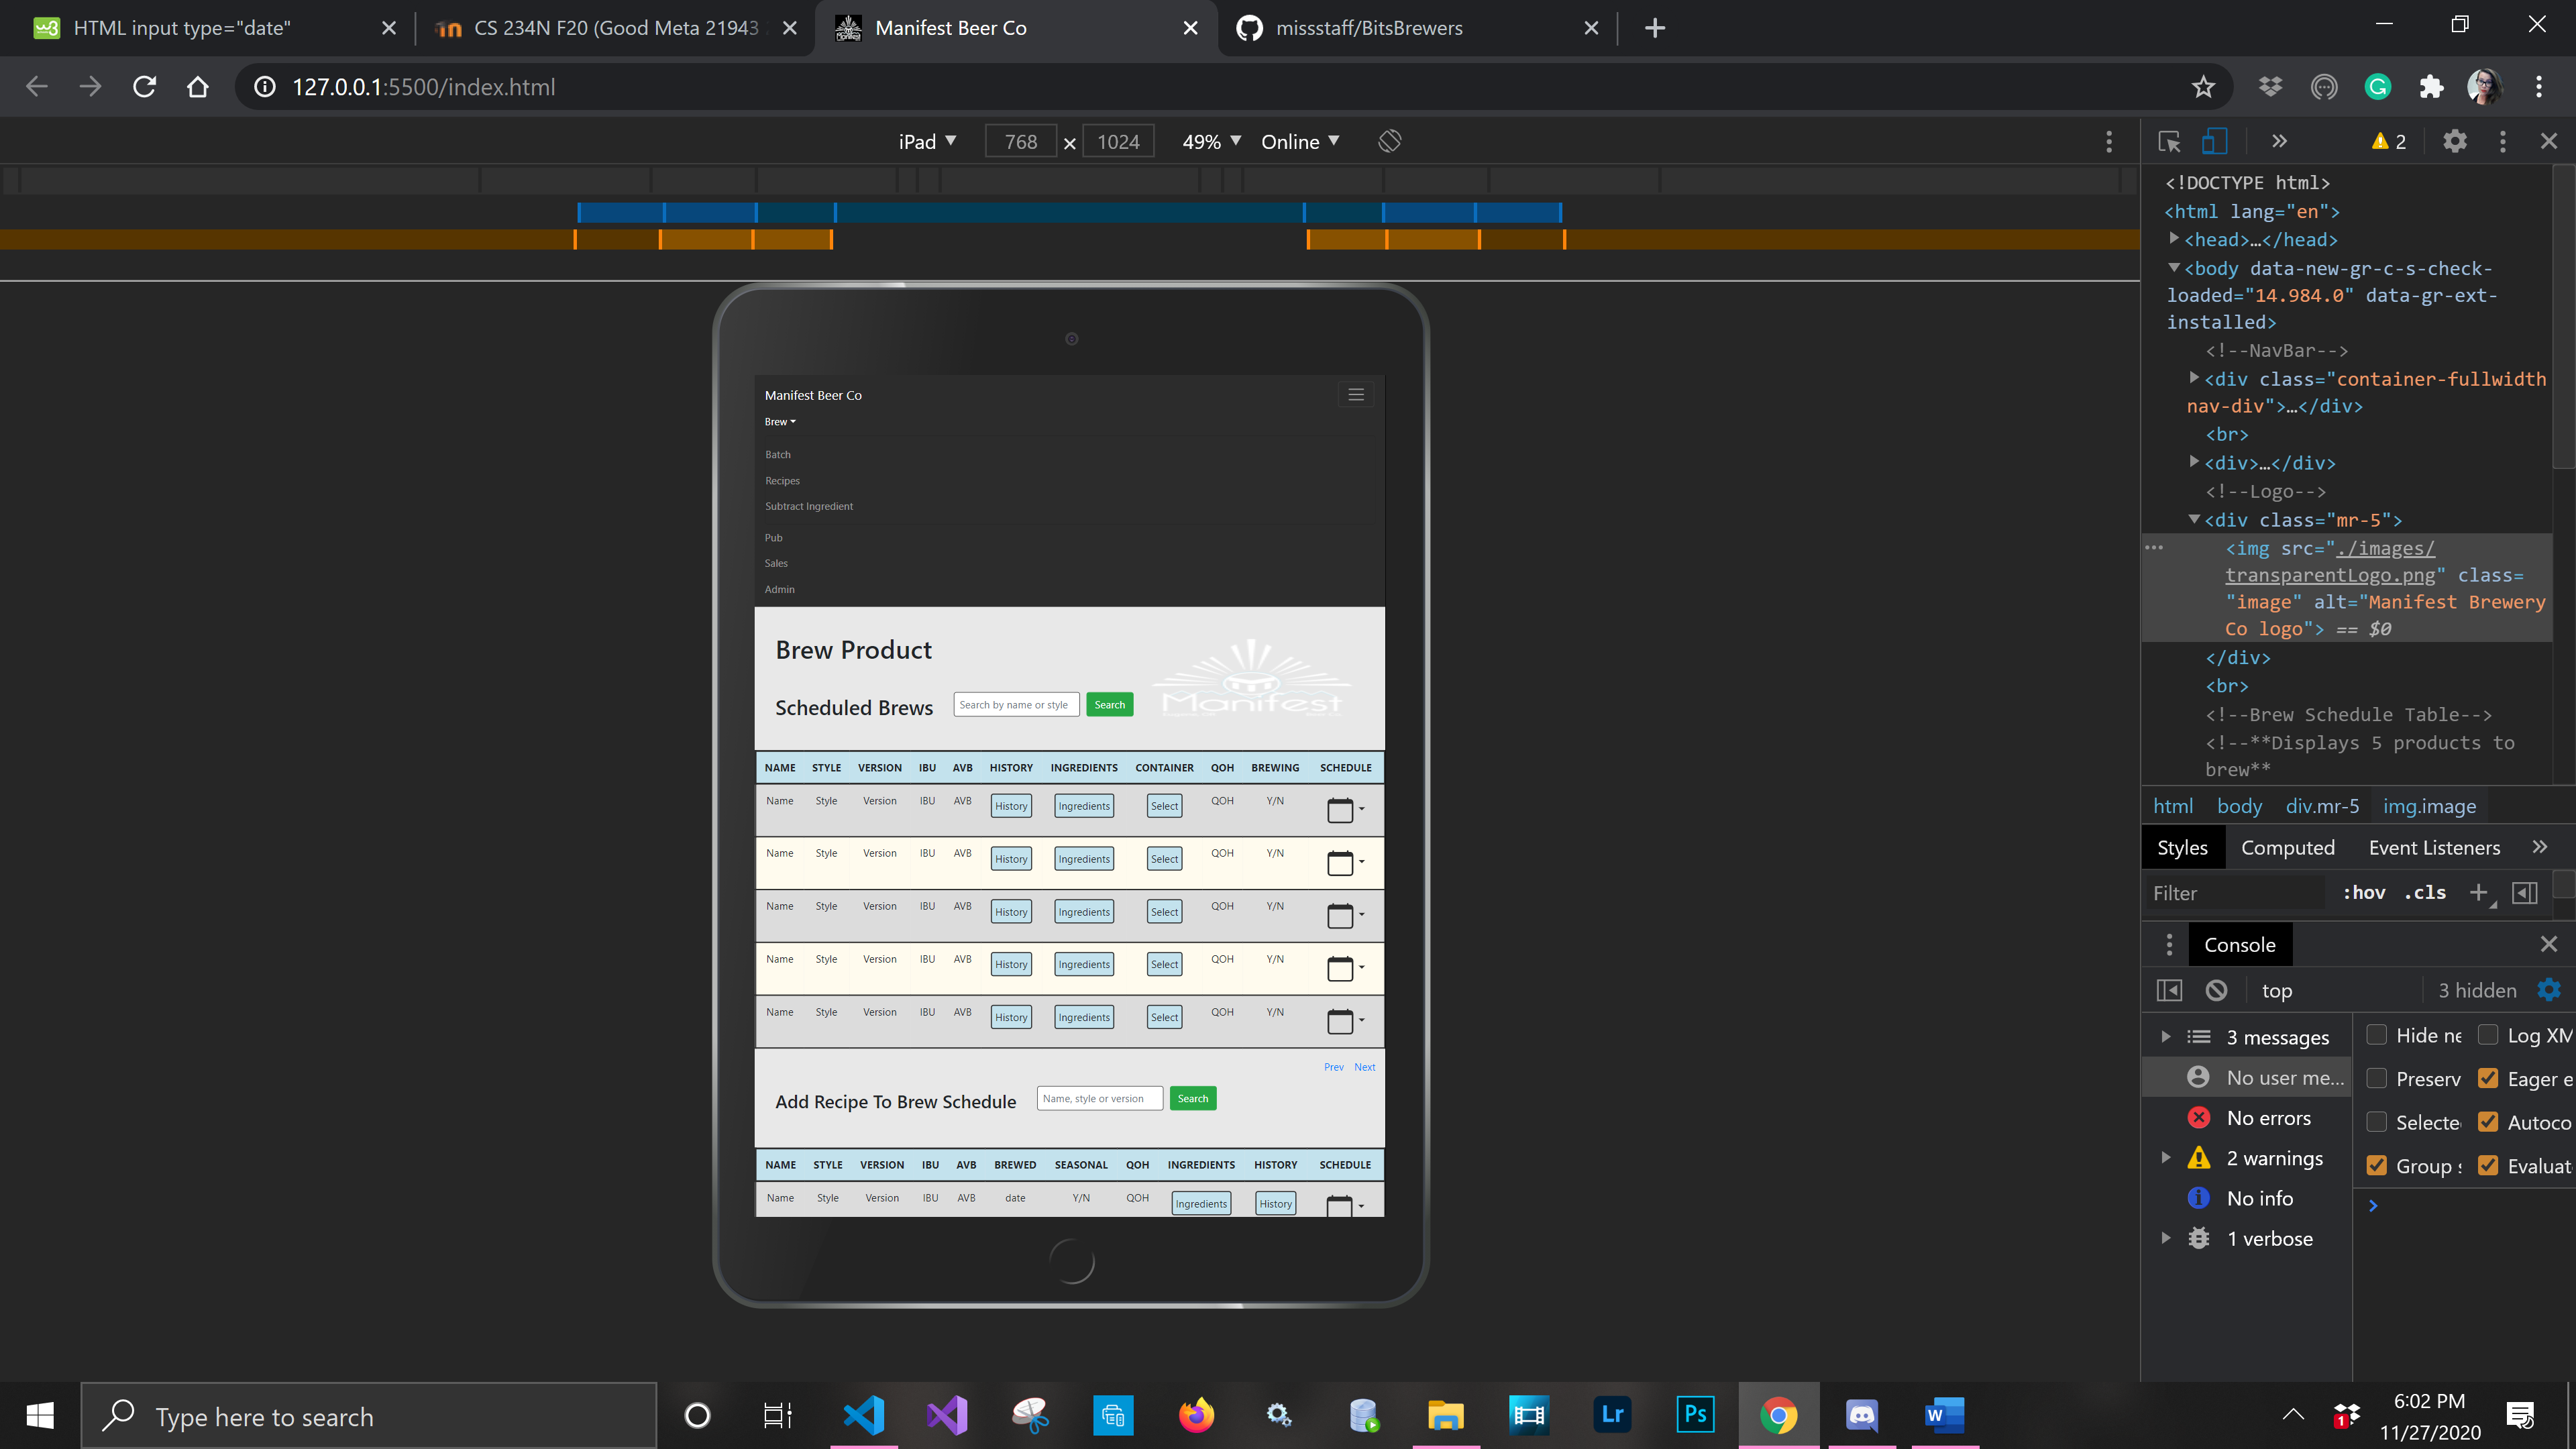 HTML input type="date"
CS 234N F20 (Good Meta 21943
Manifest Beer Co
missstaff/BitsBrewers
127.0.0.1:5500/index.html
iPad ▼ 768 × 1024 49% ▼ Online ▼
2
<!DOCTYPE html>
<html lang="en">
<head>…</head>
<body data-new-gr-c-s-check-
loaded="14.984.0" data-gr-ext-
installed>
<!--NavBar-->
<div class="container-fullwidth
nav-div">…</div>
<br>
<div>…</div>
<!--Logo-->
<div class="mr-5">
<img src="./images/
transparentLogo.png" class=
"image" alt="Manifest Brewery
Co logo"> == $0
</div>
<br>
<!--Brew Schedule Table-->
<!--**Displays 5 products to
brew**
html body div.mr-5 img.image
Styles Computed Event Listeners
Filter :hov .cls
Console
top 3 hidden
3 messages
No user me...
No errors
2 warnings
No info
1 verbose
Hide ne Log XM
Preserv Eager e
Selecte Autoco
Group s Evaluat
Manifest Beer Co
Brew
Batch
Recipes
Subtract Ingredient
Pub
Sales
Admin
Brew Product
Manifest
Scheduled Brews Search by name or style Search
NAME STYLE VERSION IBU AVB HISTORY INGREDIENTS CONTAINER QOH BREWING SCHEDULE
Name Style Version IBU AVB History Ingredients Select QOH Y/N
Name Style Version IBU AVB History Ingredients Select QOH Y/N
Name Style Version IBU AVB History Ingredients Select QOH Y/N
Name Style Version IBU AVB History Ingredients Select QOH Y/N
Name Style Version IBU AVB History Ingredients Select QOH Y/N
Prev Next
Add Recipe To Brew Schedule Name, style or version Search
NAME STYLE VERSION IBU AVB BREWED SEASONAL QOH INGREDIENTS HISTORY SCHEDULE
Name Style Version IBU AVB date Y/N QOH Ingredients History
Type here to search
Lr
Ps
W
1
6:02 PM
11/27/2020